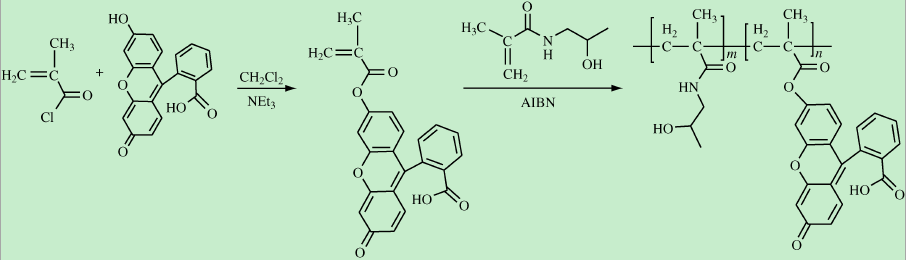 H₂C
CH₃
Cl
O
+
HO
O
O
HO
O
CH₂Cl₂
NEt₃
H₃C
H₂C
O
O
O
O
HO
O
H₃C
O
N
H
CH₂
OH
AIBN
H₂
C
CH₃
C
m
O
NH
HO
H₂
C
CH₃
C
n
O
O
O
O
HO
O